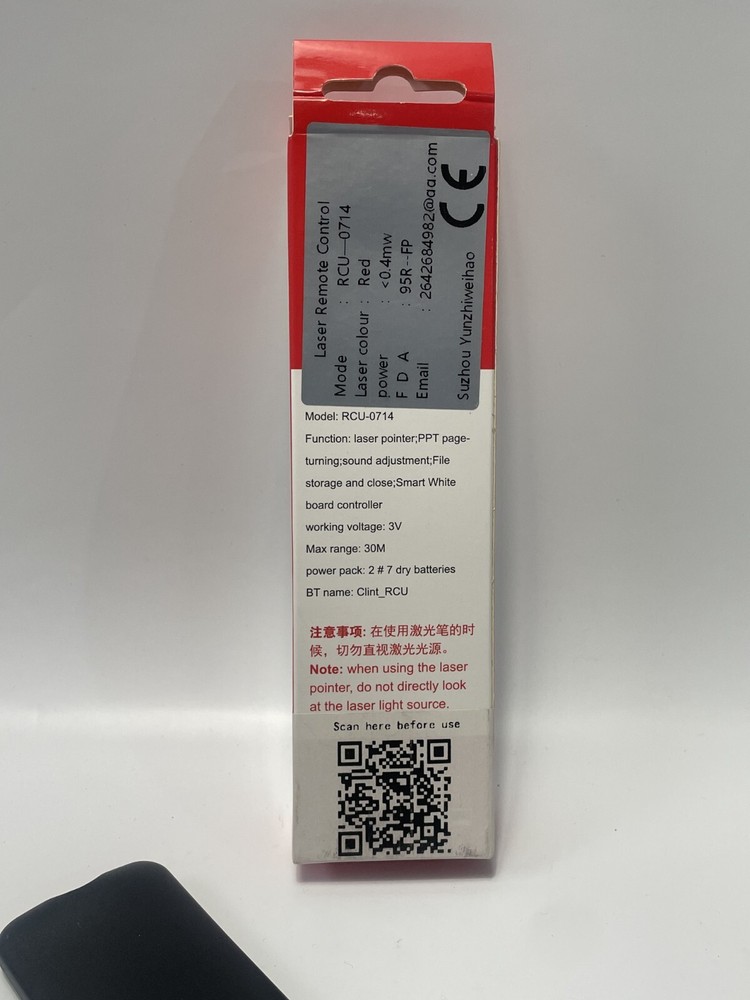 Laser Remote Control
Mode : RCU—0714
Laser colour : Red
power : <0.4mw
F D A : 95R--FP
Email : 2642684982@qq.com
Suzhou Yunzhiweihao
CE
Model: RCU-0714
Function: laser pointer;PPT page-
turning;sound adjustment;File
storage and close;Smart White
board controller
working voltage: 3V
Max range: 30M
power pack: 2 # 7 dry batteries
BT name: Clint_RCU
注意事项: 在使用激光笔的时
候，切勿直视激光光源。
Note: when using the laser
pointer, do not directly look
at the laser light source.
Scan here before use